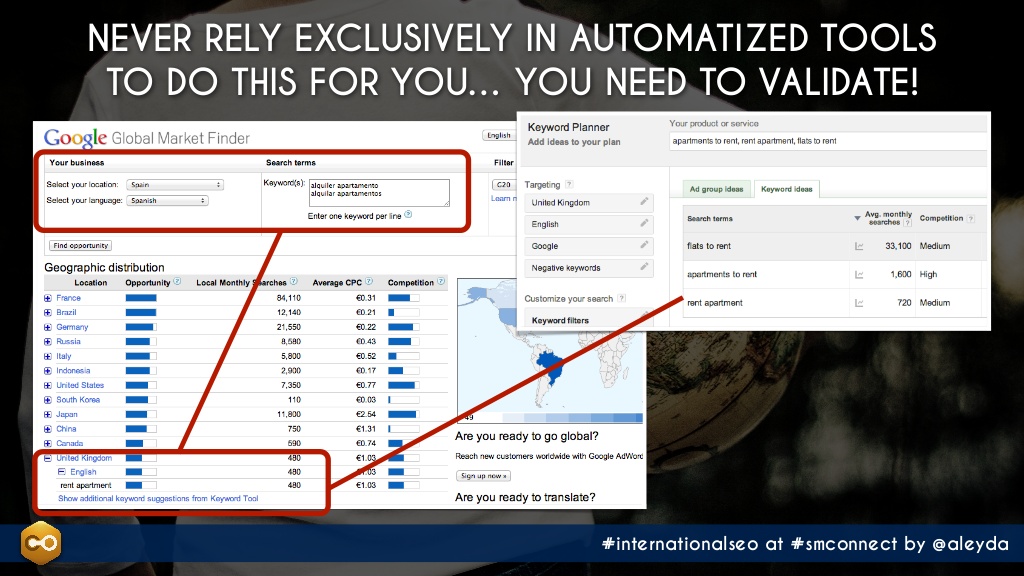 NEVER RELY EXCLUSIVELY IN AUTOMATIZED TOOLS
TO DO THIS FOR YOU... YOU NEED TO VALIDATE!
Google Global Market Finder
English
Your business
Search terms
Filter
Select your location: Spain
Select your language: Spanish
Keyword(s): alquiler apartamento
alquilar apartamentos
Enter one keyword per line
G20
Learn
Find opportunity
Geographic distribution
Location Opportunity Local Monthly Searches Average CPC Competition
France 84,110 €0.31
Brazil 12,140 €0.21
Germany 21,550 €0.22
Russia 8,580 €0.43
Italy 5,800 €0.52
Indonesia 2,900 €0.17
United States 7,350 €0.77
South Korea 110 €0.03
Japan 11,800 €2.54
China 750 €1.31
Canada 590 €0.74
United Kingdom 480 €1.03
English 480 €1.03
rent apartment 480 €1.03
Show additional keyword suggestions from Keyword Tool
49
Are you ready to go global?
Reach new customers worldwide with Google AdWord
Sign up now »
Are you ready to translate?
Keyword Planner
Add ideas to your plan
Your product or service
apartments to rent, rent apartment, flats to rent
Targeting ?
United Kingdom
English
Google
Negative keywords
Customize your search ?
Keyword filters
Ad group ideas
Keyword ideas
Search terms Avg. monthly searches ? Competition ?
flats to rent 33,100 Medium
apartments to rent 1,600 High
rent apartment 720 Medium
#internationalseo at #smconnect by @aleyda